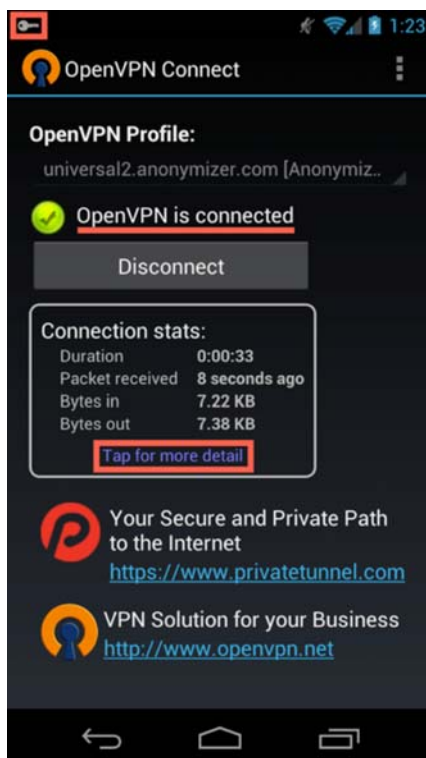 1:23
OpenVPN Connect
OpenVPN Profile:
universal2.anonymizer.com [Anonymiz..
OpenVPN is connected
Disconnect
Connection stats:
Duration 0:00:33
Packet received 8 seconds ago
Bytes in 7.22 KB
Bytes out 7.38 KB
Tap for more detail
Your Secure and Private Path
to the Internet
https://www.privatetunnel.com
VPN Solution for your Business
http://www.openvpn.net